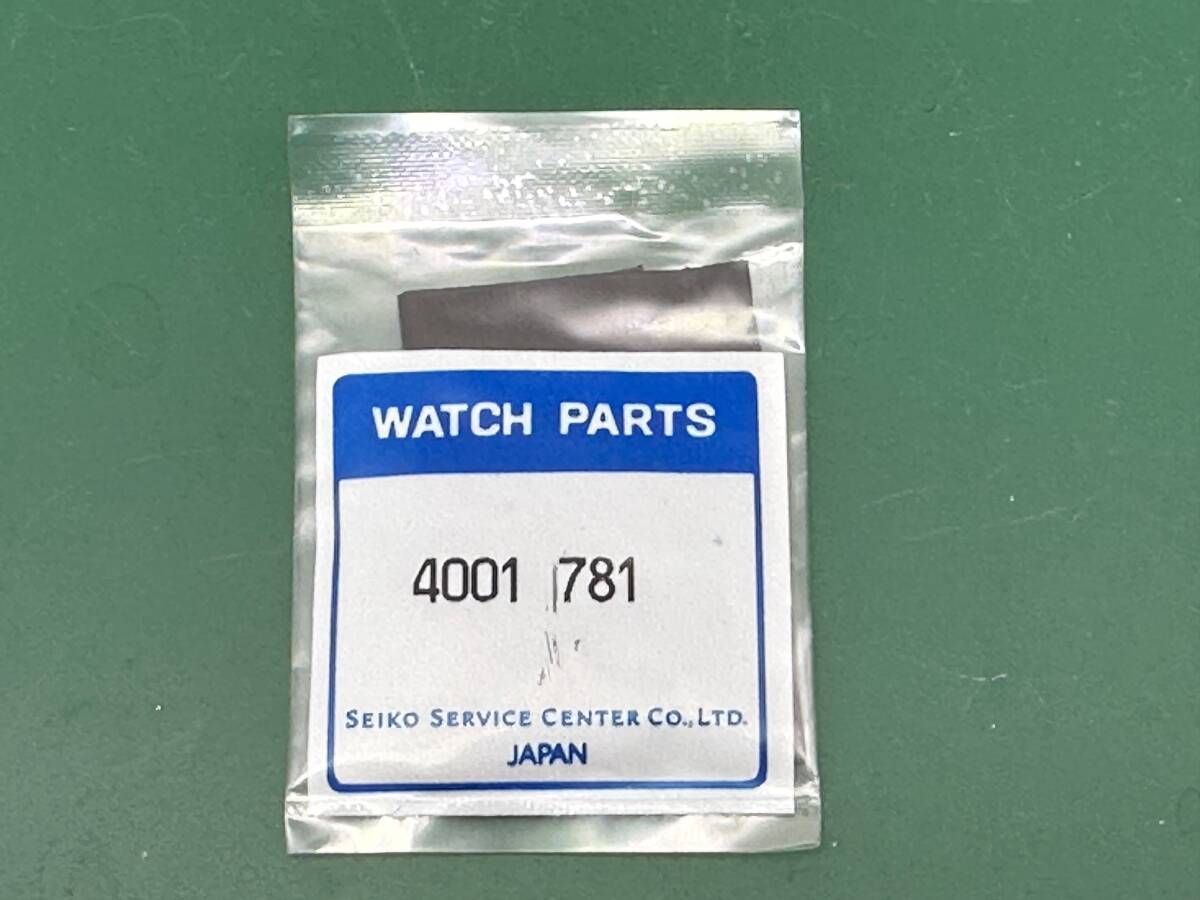 WATCH PARTS
4001 781
SEIKO SERVICE CENTER CO., LTD.
JAPAN